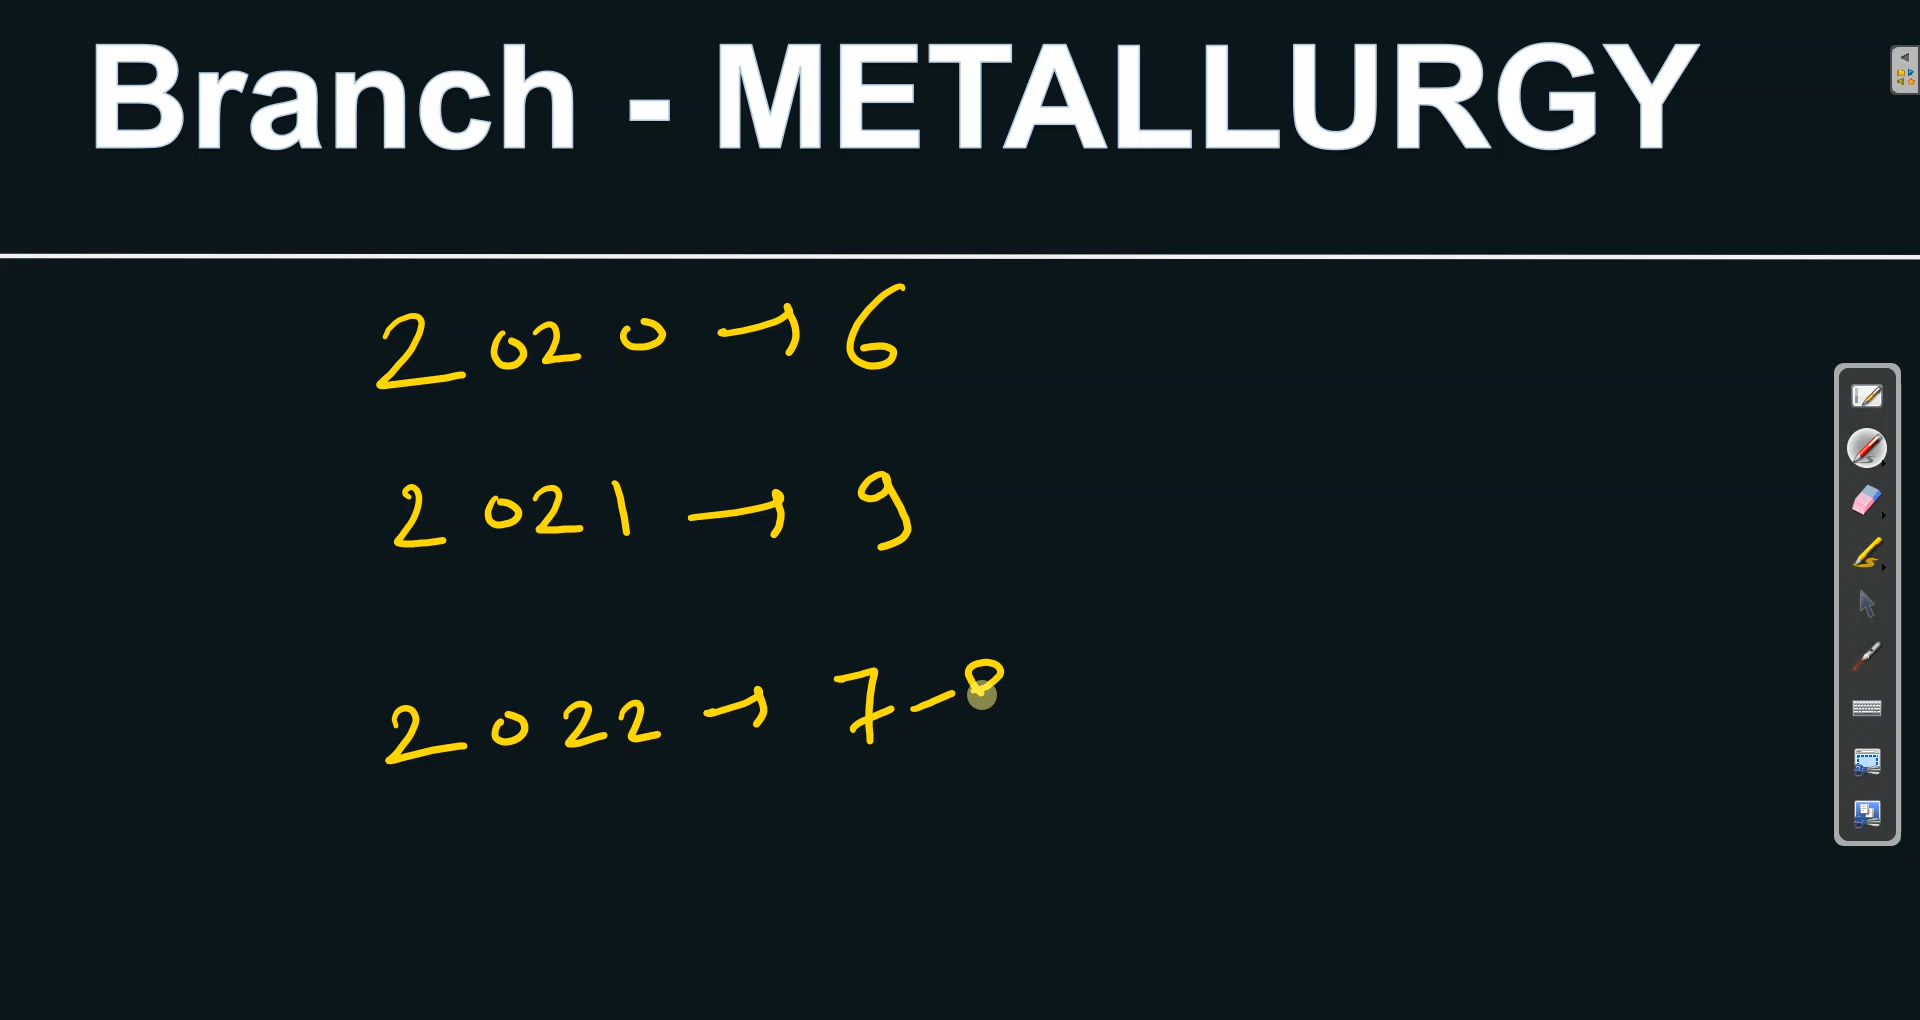 Branch - METALLURGY
2020 → 6
2021 → 9
2022 → 7-8